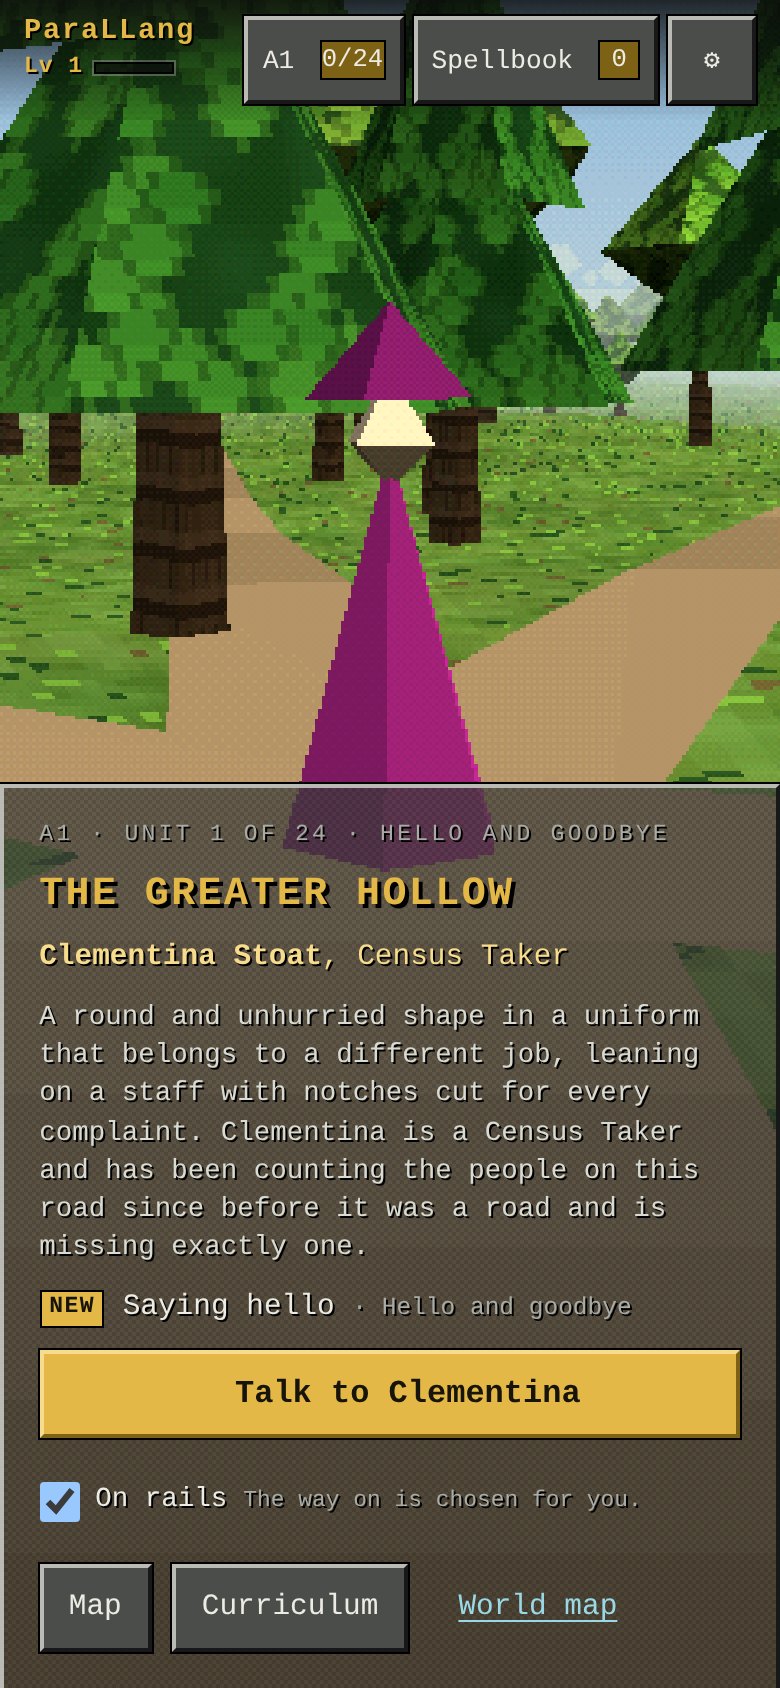 ParaLLang
Lv 1
A1 0/24
Spellbook 0
⚙
A1 · UNIT 1 OF 24 · HELLO AND GOODBYE
THE GREATER HOLLOW
Clementina Stoat, Census Taker
A round and unhurried shape in a uniform
that belongs to a different job, leaning
on a staff with notches cut for every
complaint. Clementina is a Census Taker
and has been counting the people on this
road since before it was a road and is
missing exactly one.
NEW Saying hello · Hello and goodbye
Talk to Clementina
On rails The way on is chosen for you.
Map
Curriculum
World map